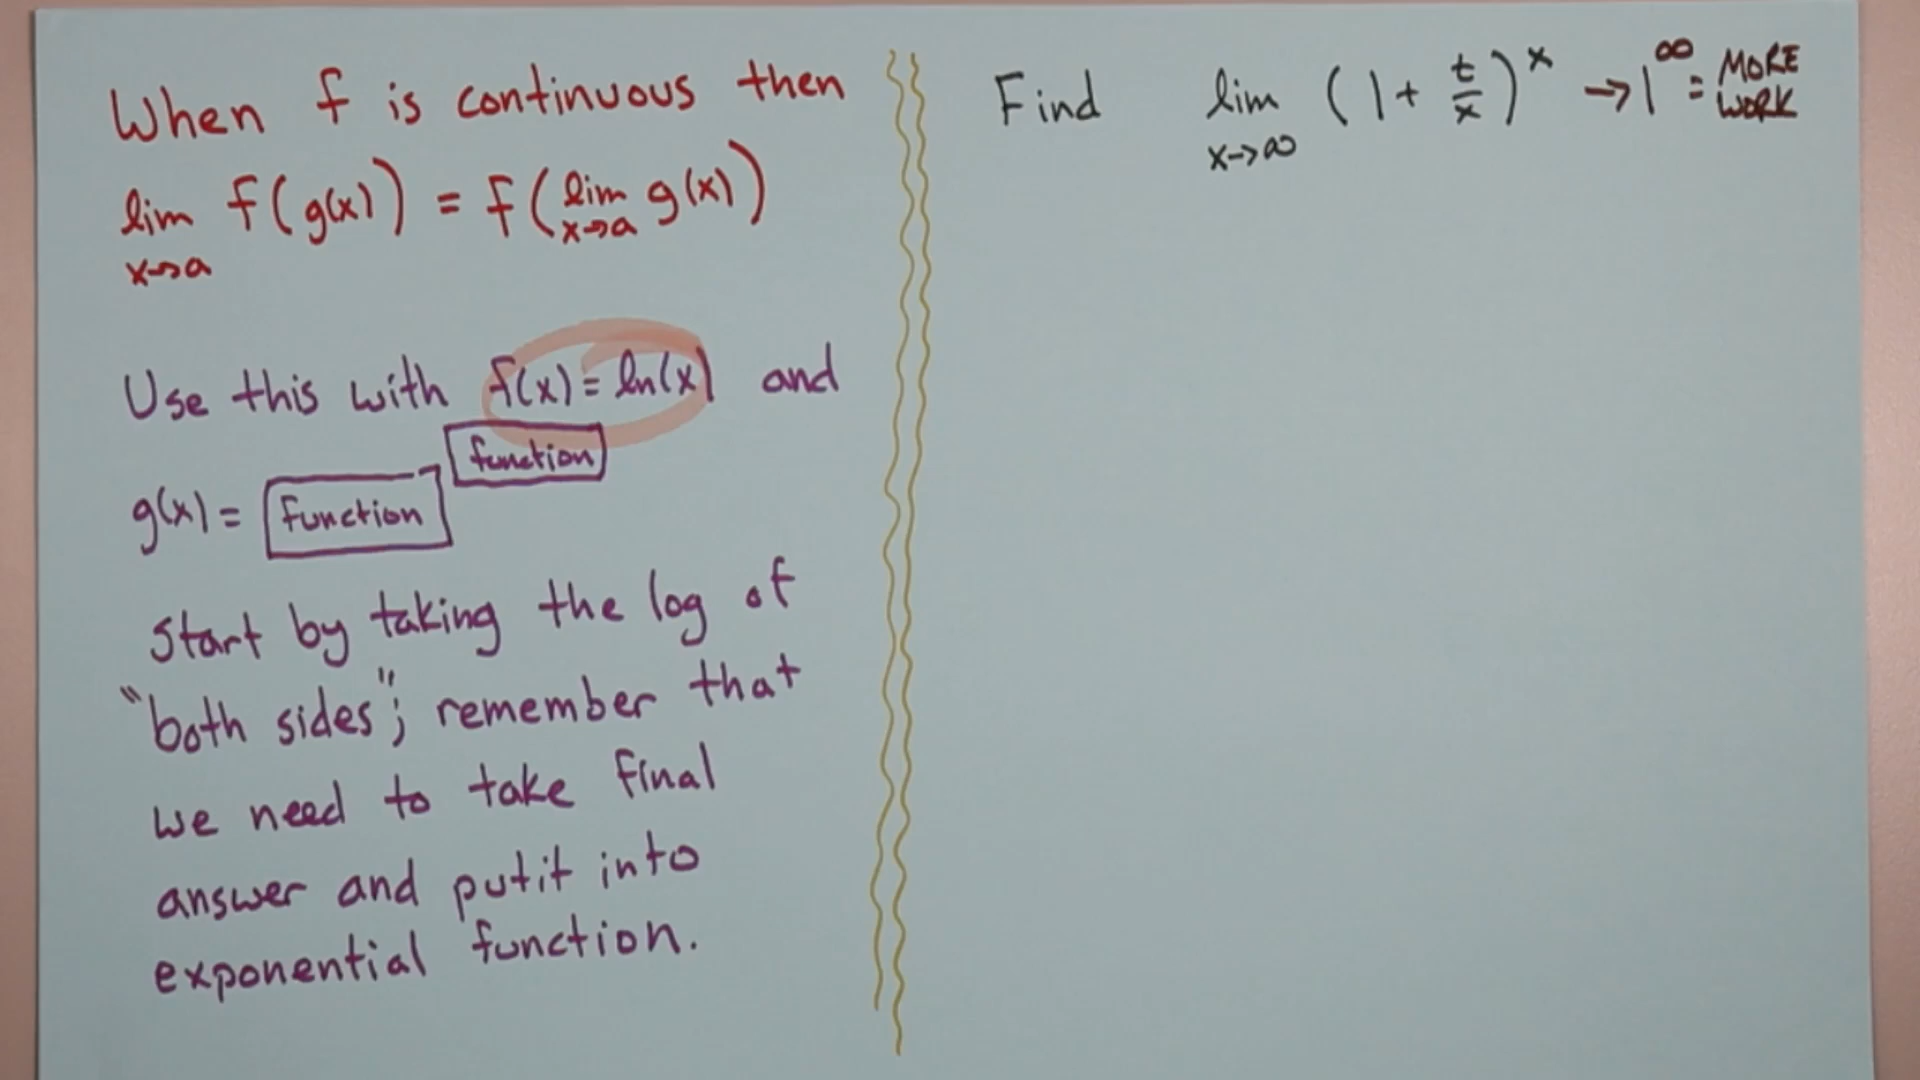 When f is continuous then
lim f(g(x)) = f(lim g(x))
x→a x→a
Use this with f(x) = ln(x) and
function
g(x) = function
start by taking the log of
"both sides"; remember that
we need to take final
answer and put it into
exponential function.
Find lim (1 + t/x)^x → 1^∞ = MORE WORK
x→∞